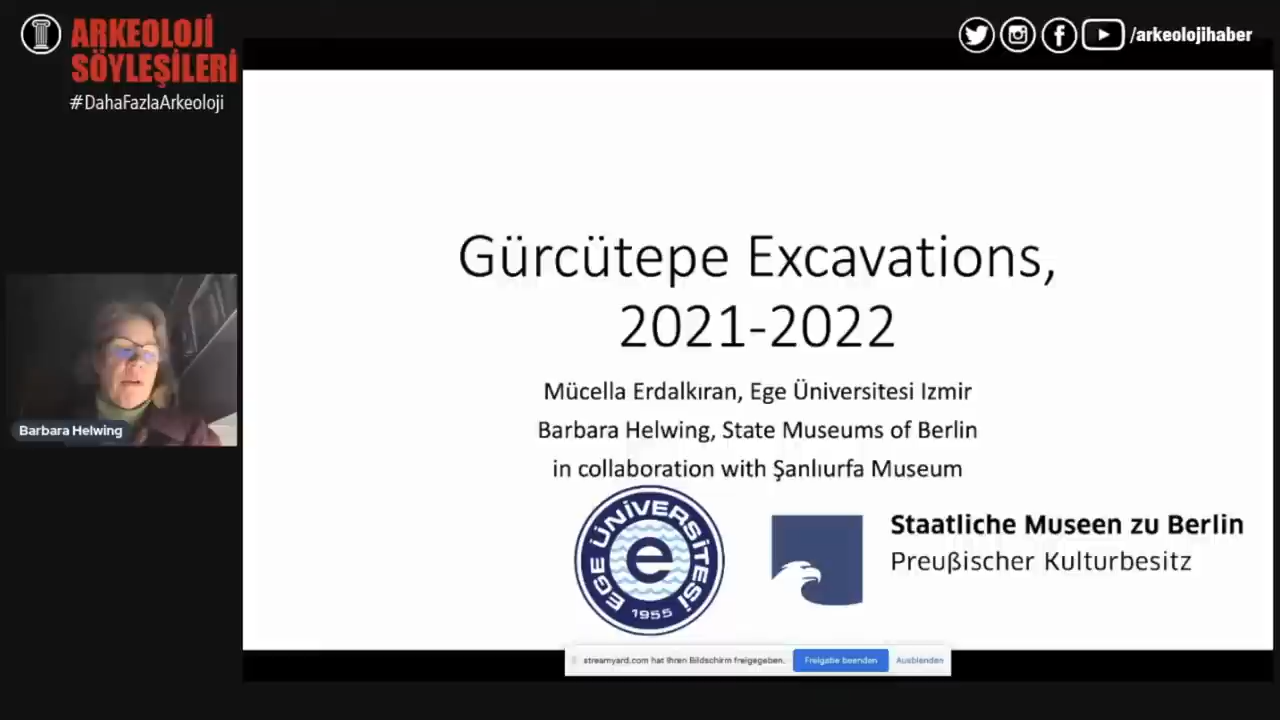 ARKEOLOJİ
SÖYLEŞİLERİ
#DahaFazlaArkeoloji
/arkeolojihaber
Gürcütepe Excavations,
2021-2022
Mücella Erdalkıran, Ege Üniversitesi Izmir
Barbara Helwing, State Museums of Berlin
in collaboration with Şanlıurfa Museum
EGE ÜNİVERSİTESİ
e
1955
Staatliche Museen zu Berlin
Preußischer Kulturbesitz
Barbara Helwing
streamyard.com hat Ihren Bildschirm freigegeben.
Freigabe beenden
Ausblenden